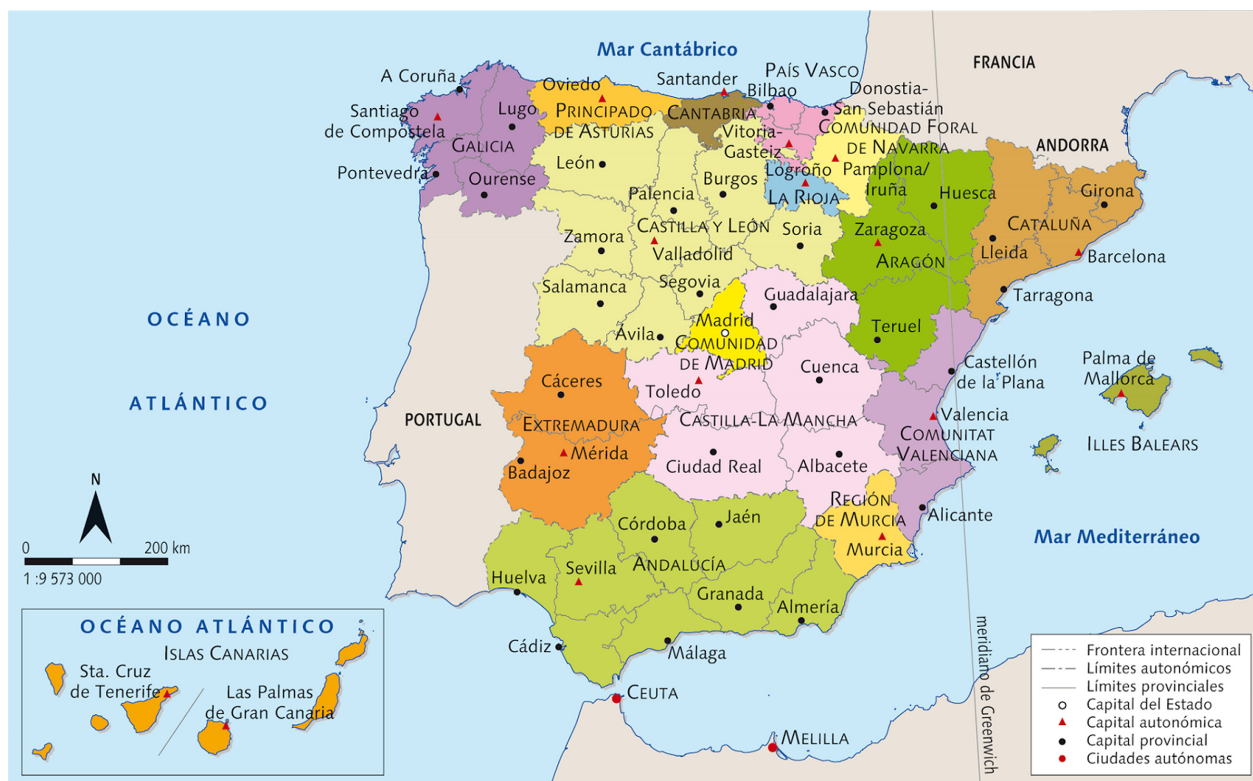 Mar Cantábrico
FRANCIA
A Coruña
Oviedo
Santander
Bilbao
PAÍS VASCO
Donostia-
San Sebastián
Santiago
de Compostela
Lugo
PRINCIPADO
DE ASTURIAS
CANTABRIA
Vitoria-
Gasteiz
COMUNIDAD FORAL
DE NAVARRA
ANDORRA
GALICIA
León
Logroño
Pamplona/
Iruña
Pontevedra
Ourense
Palencia
Burgos
LA RIOJA
Huesca
Girona
CATALUÑA
Zamora
CASTILLA Y LEÓN
Valladolid
Soria
Zaragoza
ARAGÓN
Lleida
Barcelona
Salamanca
Segovia
Guadalajara
Tarragona
OCÉANO
ATLÁNTICO
Ávila
Madrid
COMUNIDAD
DE MADRID
Teruel
Castellón
de la Plana
Palma de
Mallorca
Cáceres
Toledo
Cuenca
PORTUGAL
EXTREMADURA
CASTILLA-LA MANCHA
Valencia
COMUNITAT
VALENCIANA
ILLES BALEARS
Mérida
Badajoz
Ciudad Real
Albacete
N
REGIÓN
DE MURCIA
Alicante
Córdoba
Jaén
Murcia
Mar Mediterráneo
0 200 km
1:9 573 000
Huelva
Sevilla
ANDALUCÍA
Granada
Almería
Cádiz
Málaga
OCÉANO ATLÁNTICO
ISLAS CANARIAS
Sta. Cruz
de Tenerife
Las Palmas
de Gran Canaria
CEUTA
MELILLA
meridiano de Greenwich
Frontera internacional
Límites autonómicos
Límites provinciales
Capital del Estado
Capital autonómica
Capital provincial
Ciudades autónomas